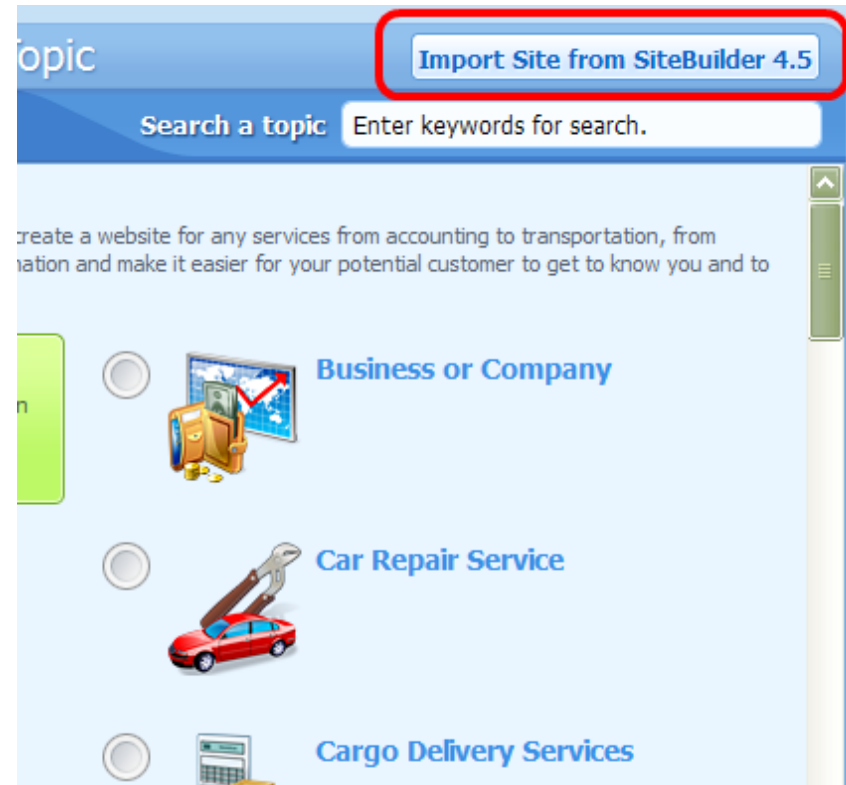 Import Site from SiteBuilder 4.5
Search a topic Enter keywords for search.
create a website for any services from accounting to transportation, from
and make it easier for your potential customer to get to know you and to
Business or Company
Car Repair Service
Cargo Delivery Services